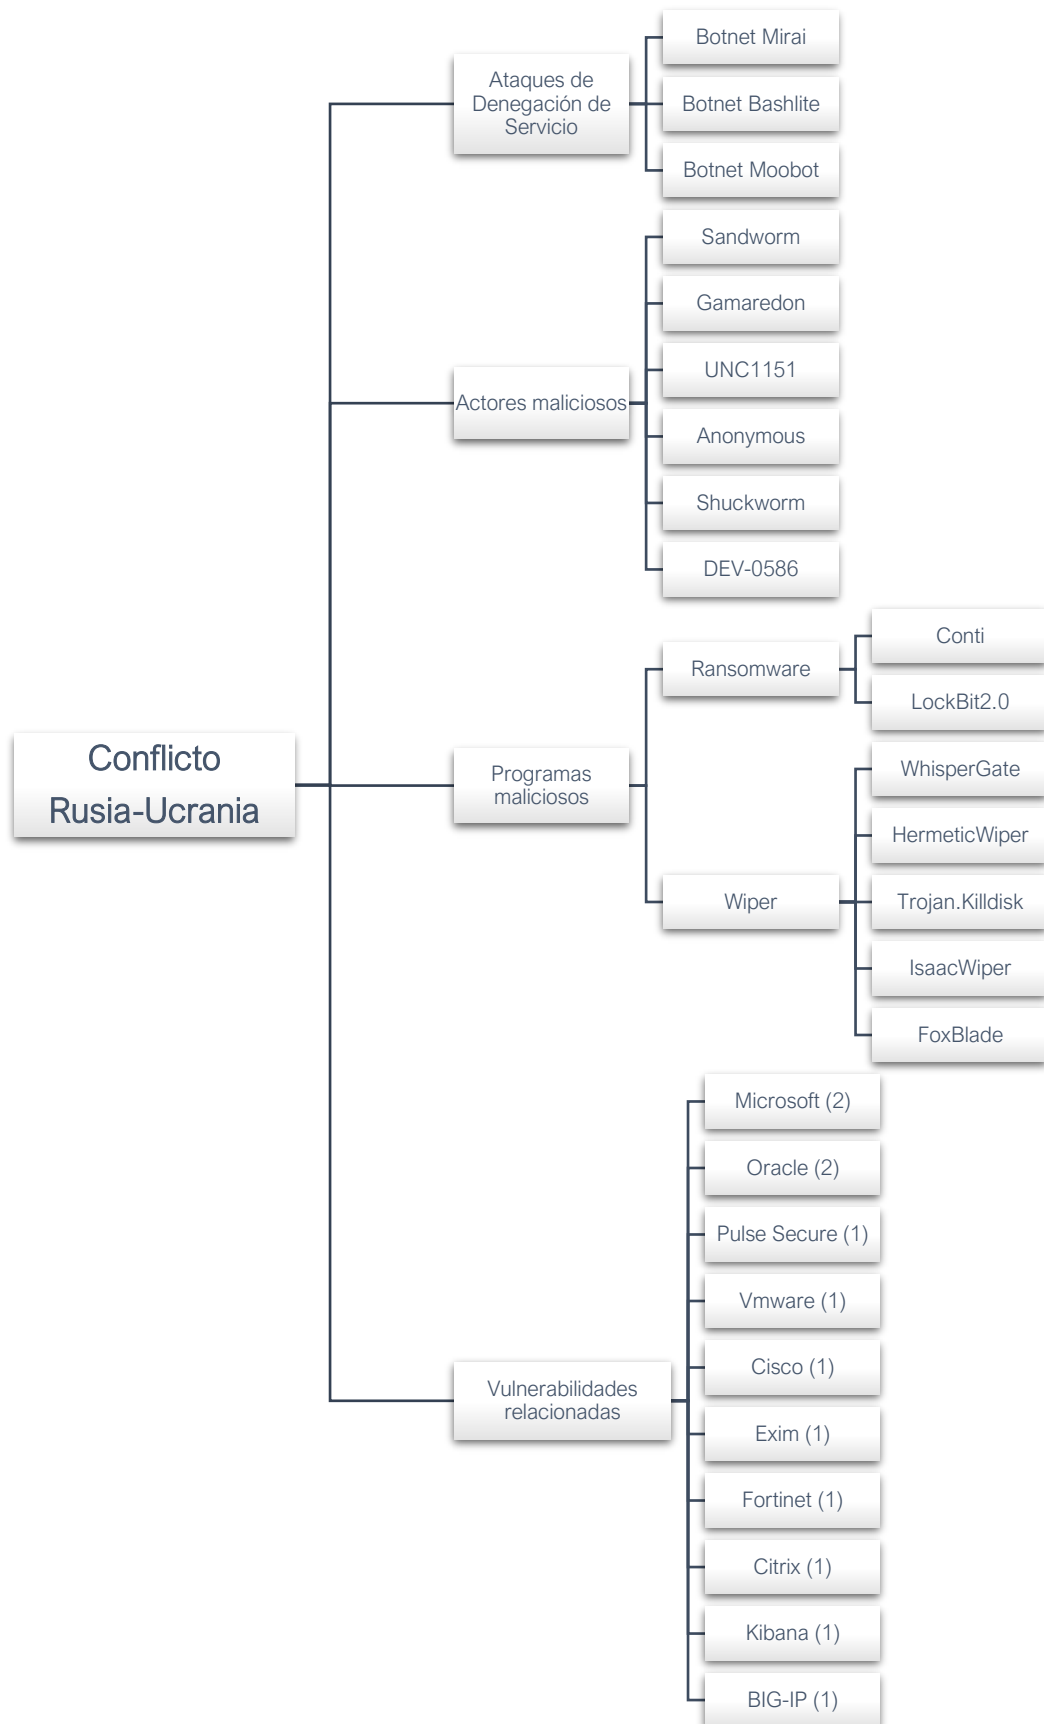 Conflicto
Rusia-Ucrania
Ataques de
Denegación de
Servicio
Botnet Mirai
Botnet Bashlite
Botnet Moobot
Actores maliciosos
Sandworm
Gamaredon
UNC1151
Anonymous
Shuckworm
DEV-0586
Programas
maliciosos
Ransomware
Conti
LockBit2.0
Wiper
WhisperGate
HermeticWiper
Trojan.Killdisk
IsaacWiper
FoxBlade
Vulnerabilidades
relacionadas
Microsoft (2)
Oracle (2)
Pulse Secure (1)
Vmware (1)
Cisco (1)
Exim (1)
Fortinet (1)
Citrix (1)
Kibana (1)
BIG-IP (1)